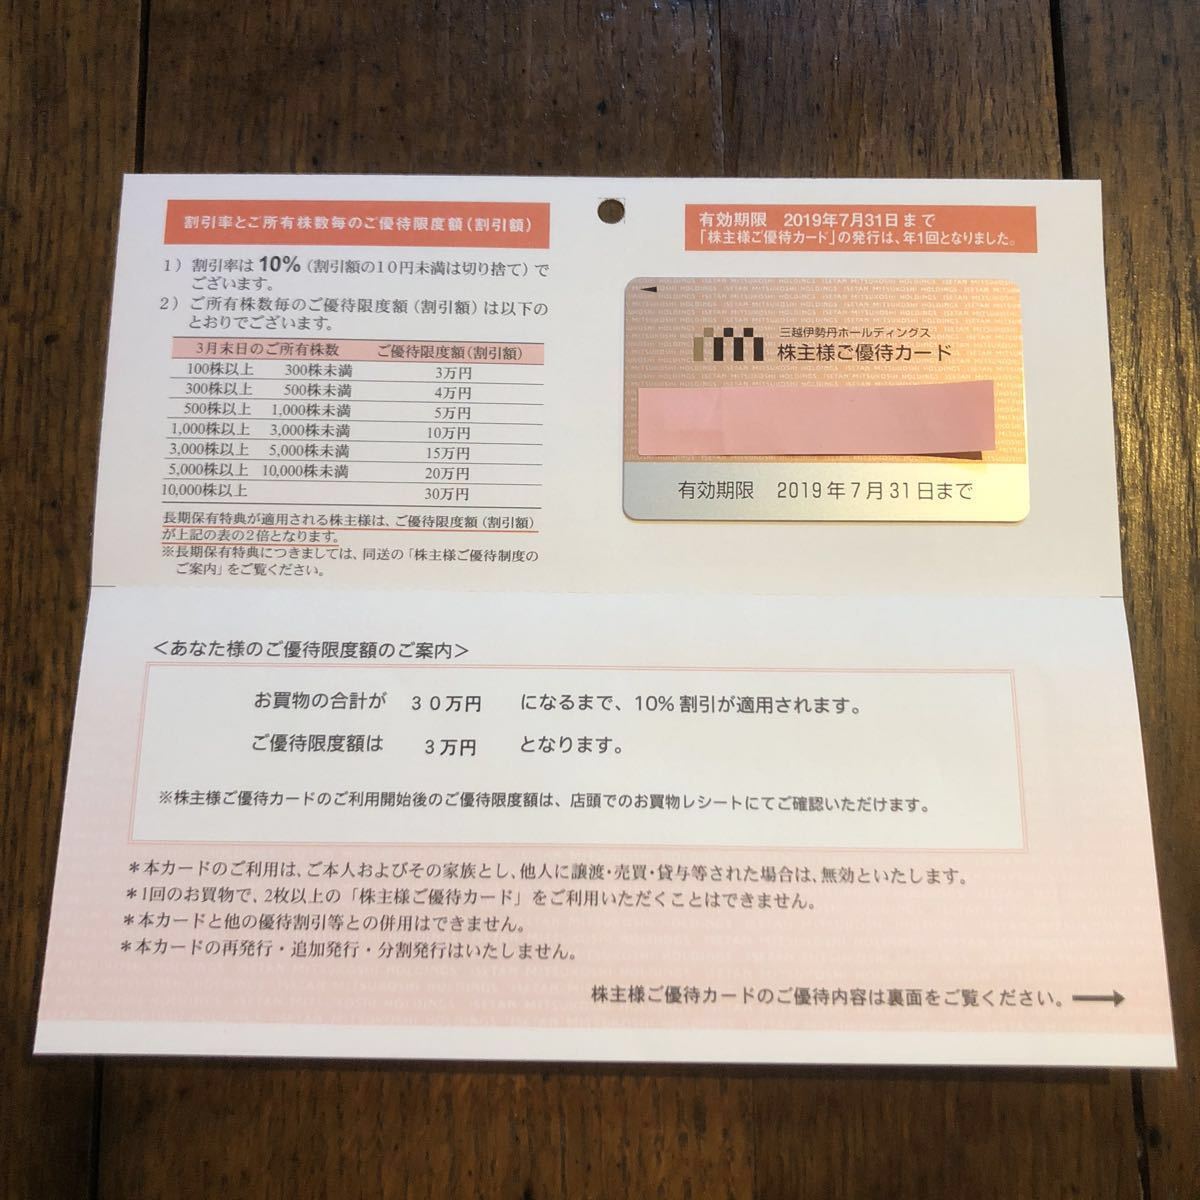 割引率とご所有株数毎のご優待限度額(割引額)
1) 割引率は10%(割引額の10円未満は切り捨て)で
ございます。
2) ご所有株数毎のご優待限度額(割引額)は以下の
とおりでございます。
3月末日のご所有株数 ご優待限度額(割引額)
100株以上 300株未満 3万円
300株以上 500株未満 4万円
500株以上 1,000株未満 5万円
1,000株以上 3,000株未満 10万円
3,000株以上 5,000株未満 15万円
5,000株以上 10,000株未満 20万円
10,000株以上 30万円
長期保有特典が適用される株主様は、ご優待限度額(割引額)
が上記の表の2倍となります。
※長期保有特典につきましては、同送の「株主様ご優待制度の
ご案内」をご覧ください。
有効期限 2019年7月31日まで
「株主様ご優待カード」の発行は、年1回となりました。
三越伊勢丹ホールディングス
株主様ご優待カード
有効期限 2019年7月31日まで
<あなた様のご優待限度額のご案内>
お買物の合計が 30万円 になるまで、10%割引が適用されます。
ご優待限度額は 3万円 となります。
※株主様ご優待カードのご利用開始後のご優待限度額は、店頭でのお買物レシートにてご確認いただけます。
*本カードのご利用は、ご本人およびその家族とし、他人に譲渡・売買・貸与等された場合は、無効といたします。
*1回のお買物で、2枚以上の「株主様ご優待カード」をご利用いただくことはできません。
*本カードと他の優待割引等との併用はできません。
*本カードの再発行・追加発行・分割発行はいたしません。
ISETAN MITSUKOSHI HOLDINGS
株主様ご優待カードのご優待内容は裏面をご覧ください。→